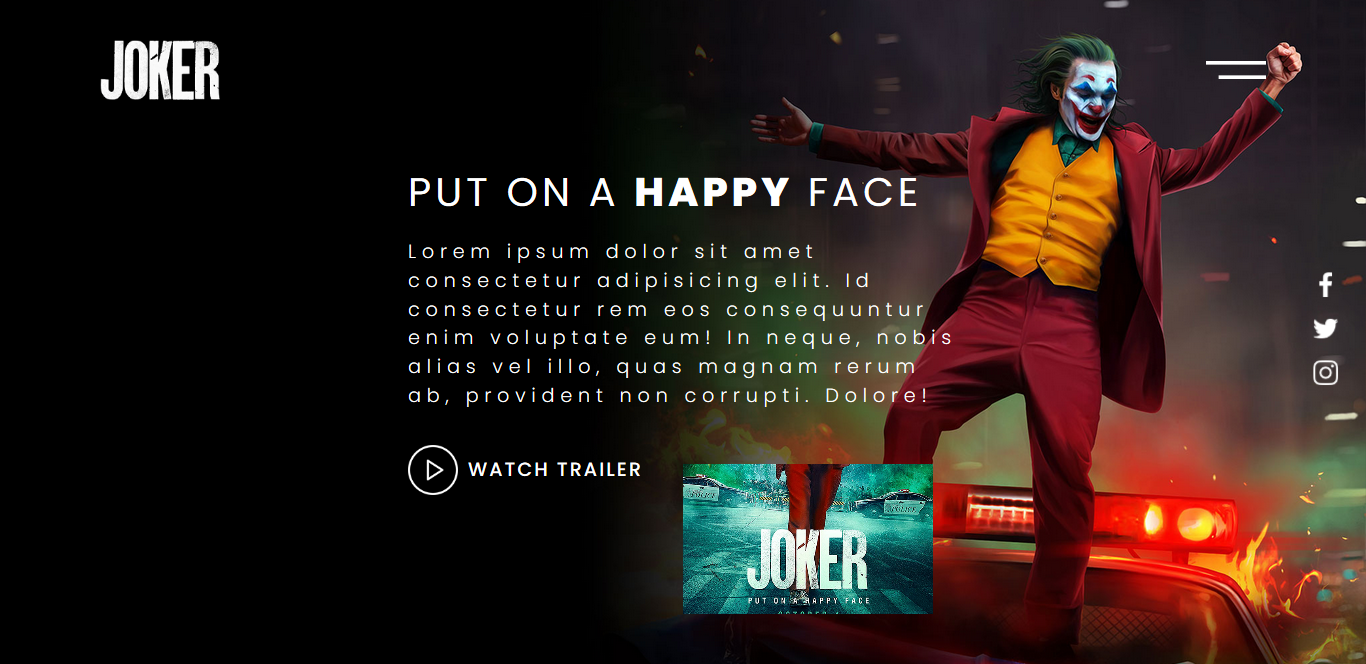 JOKER
PUT ON A HAPPY FACE
Lorem ipsum dolor sit amet
consectetur adipisicing elit. Id
consectetur rem eos consequuntur
enim voluptate eum! In neque, nobis
alias vel illo, quas magnam rerum
ab, provident non corrupti. Dolore!
WATCH TRAILER
POLICE
POLICE
JOKER
PUT ON A HAPPY FACE